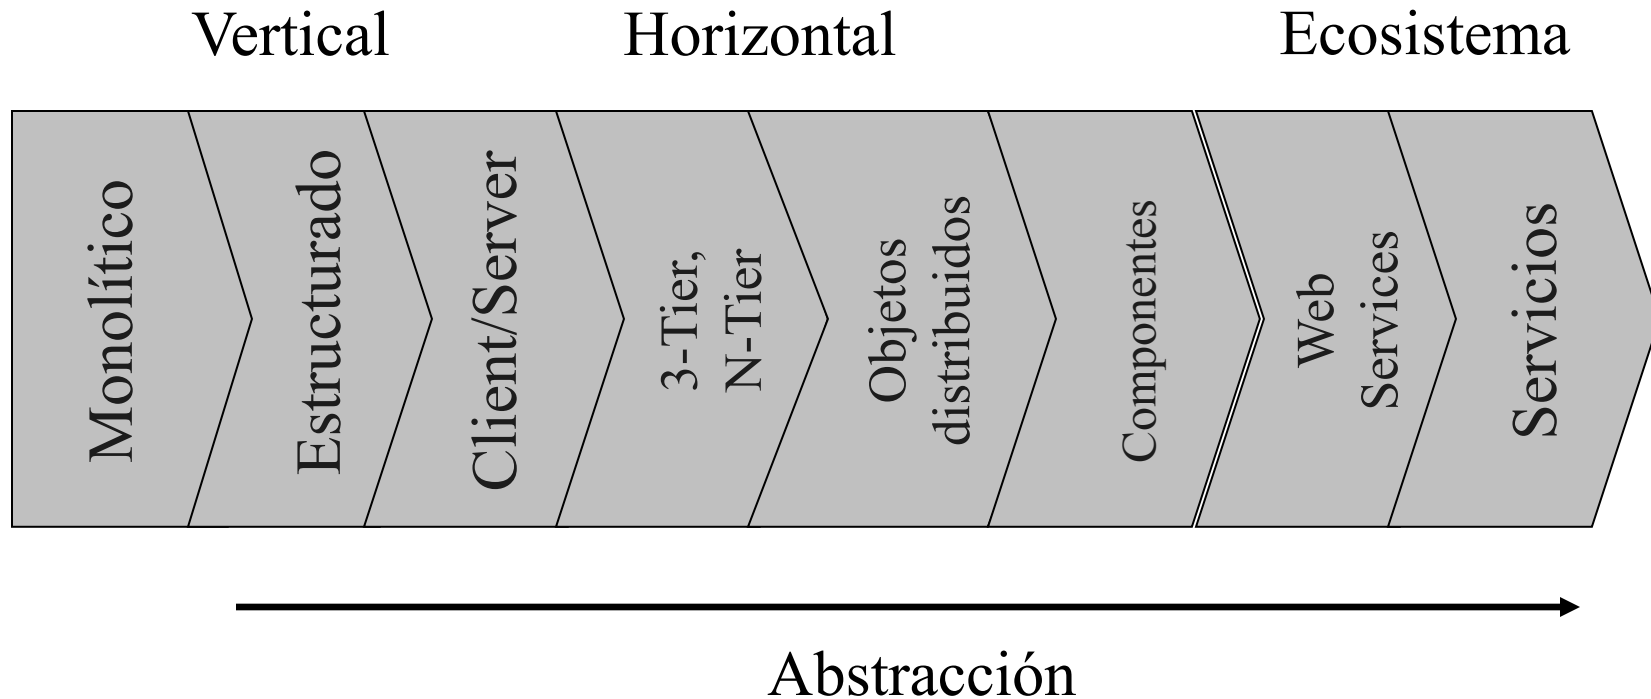 Vertical
Horizontal
Ecosistema
Monolítico
Estructurado
Client/Server
3-Tier,
N-Tier
Objetos
distribuidos
Componentes
Web
Services
Servicios
Abstracción